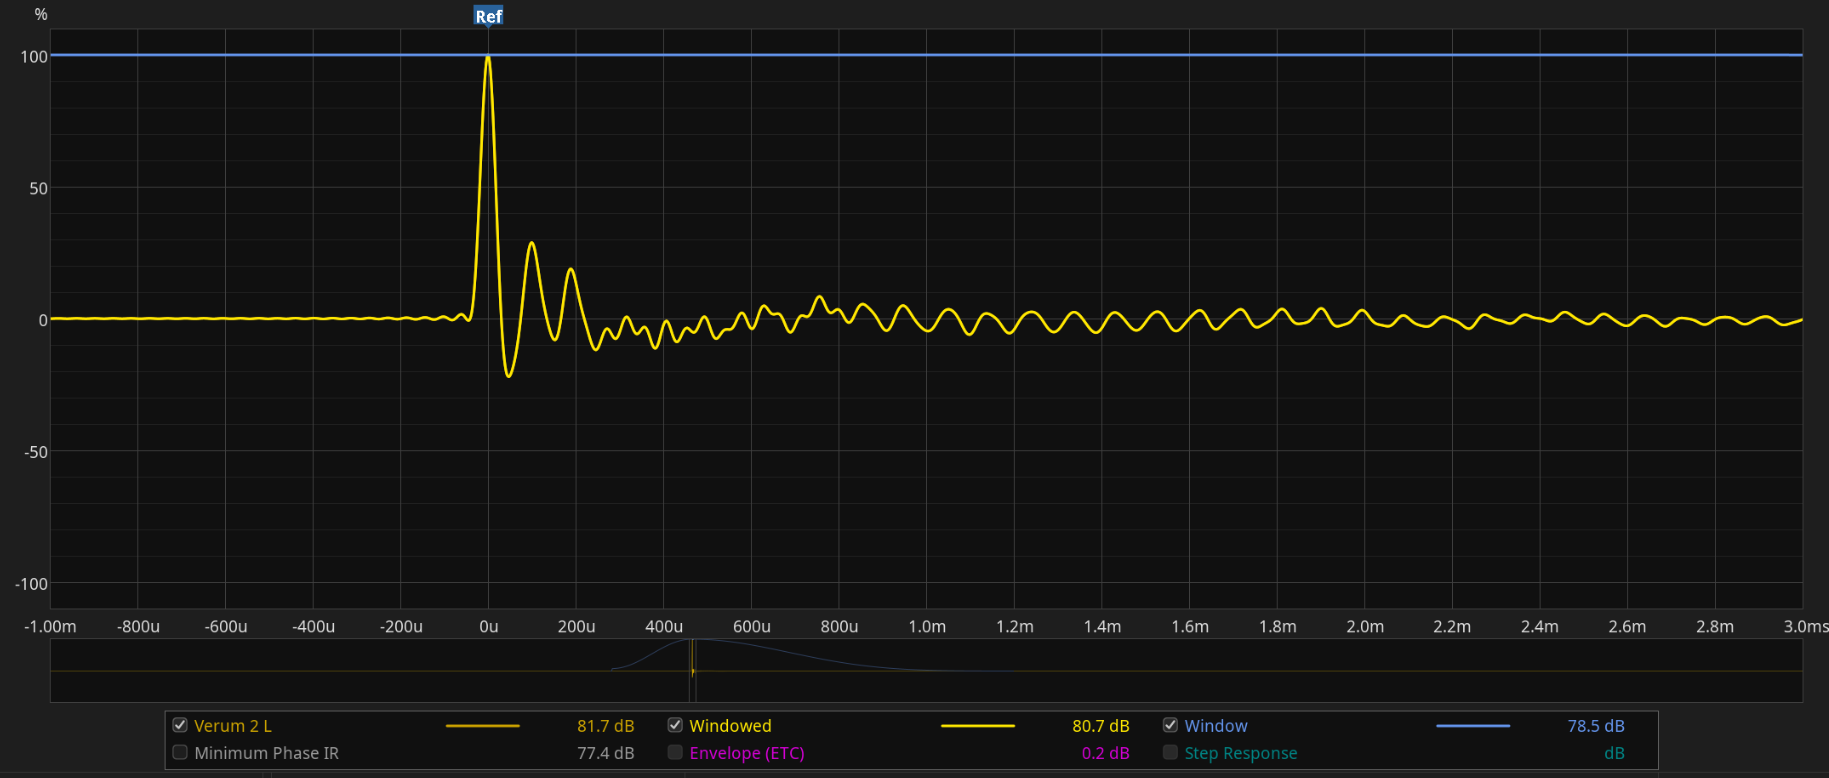 %
Ref
100
50
0
-50
-100
-1.00m -800u -600u -400u -200u 0u 200u 400u 600u 800u 1.0m 1.2m 1.4m 1.6m 1.8m 2.0m 2.2m 2.4m 2.6m 2.8m 3.0ms
Verum 2 L 81.7 dB Windowed 80.7 dB Window 78.5 dB
Minimum Phase IR 77.4 dB Envelope (ETC) 0.2 dB Step Response dB